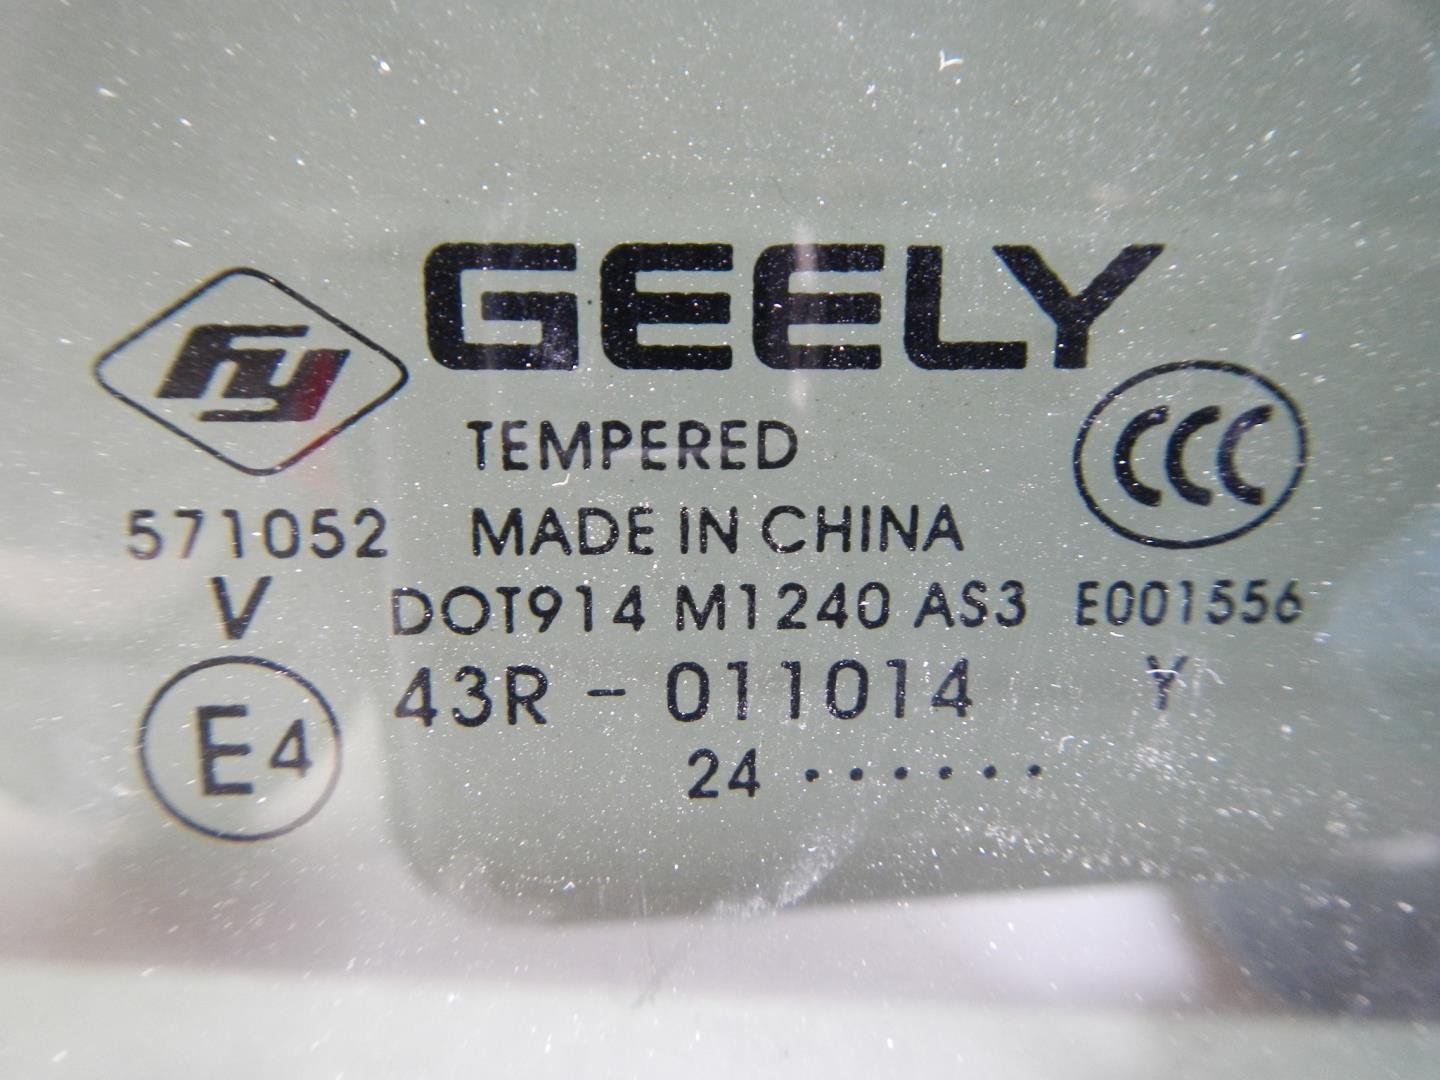 GEELY
fy
TEMPERED
CCC
571052 MADE IN CHINA
V DOT914 M1240 AS3 E001556
E4 43R - 011014 Y
24 · · · · · ·